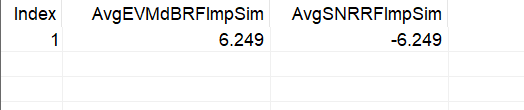 Index AvgEVMdBRFImpSim AvgSNRRFImpSim
1 6.249 -6.249